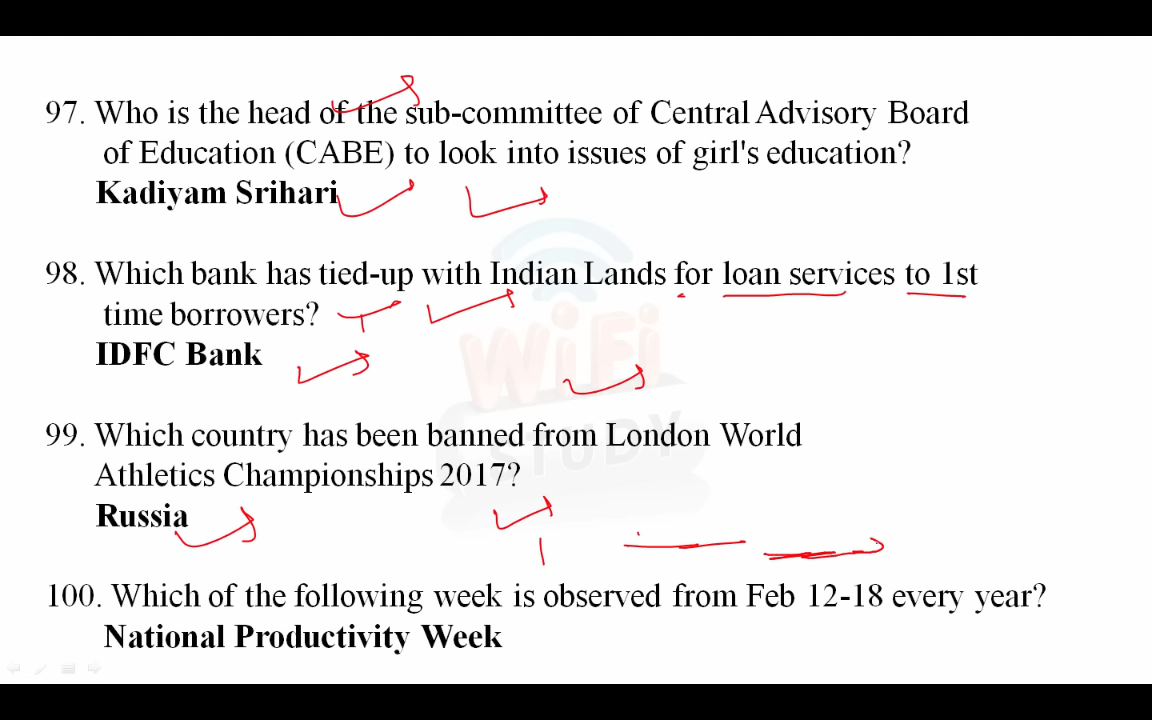 97. Who is the head of the sub-committee of Central Advisory Board
of Education (CABE) to look into issues of girl's education?
Kadiyam Srihari
98. Which bank has tied-up with Indian Lands for loan services to 1st
time borrowers?
IDFC Bank
WiFi
STUDY
99. Which country has been banned from London World
Athletics Championships 2017?
Russia
100. Which of the following week is observed from Feb 12-18 every year?
National Productivity Week